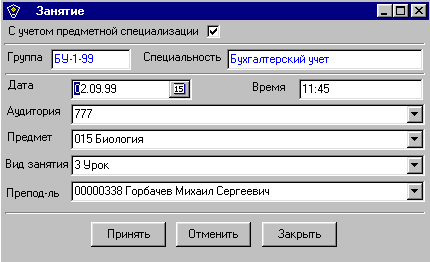 Занятие
С учетом предметной специализации
Группа БУ-1-99 Специальность Бухгалтерский учет
Дата 02.09.99 15 Время 11:45
Аудитория 777
Предмет 015 Биология
Вид занятия 3 Урок
Препод-ль 00000338 Горбачев Михаил Сергеевич
Принять Отменить Закрыть